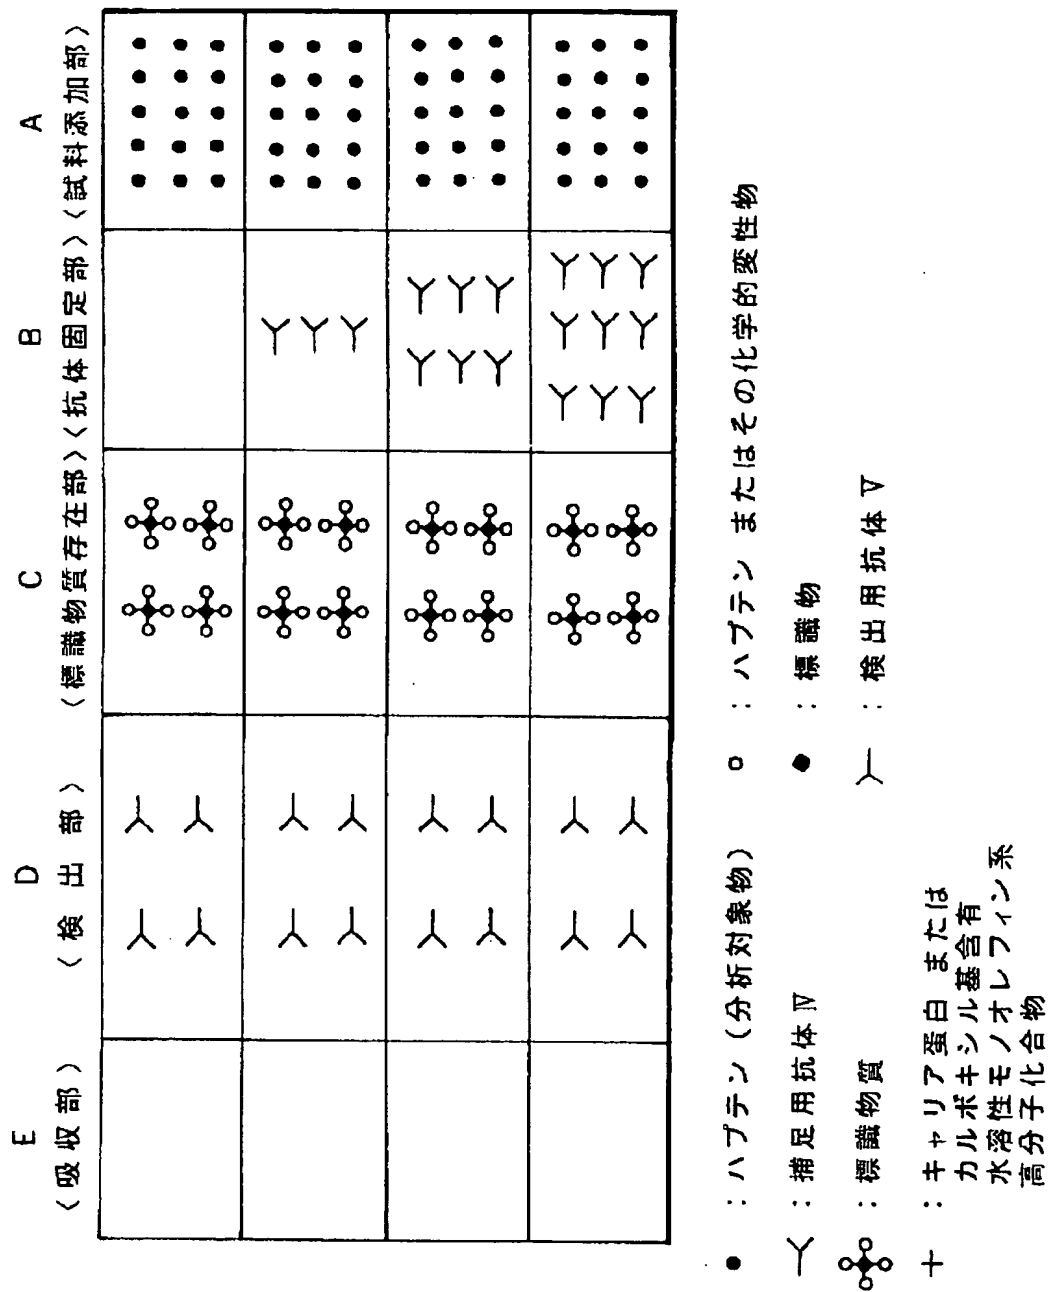 E
〈吸収部〉
D
〈検出部〉
C
〈標識物質存在部〉
B
〈抗体固定部〉
A
〈試料添加部〉
● : ハプテン (分析対象物)
Y : 捕足用抗体Ⅳ
: 標識物質
+ : キャリア蛋白 または
カルボキシル基含有
水溶性モノオレフィン系
高分子化合物
○ : ハプテン またはその化学的変性物
● : 標識物
: 検出用抗体 Ⅴ